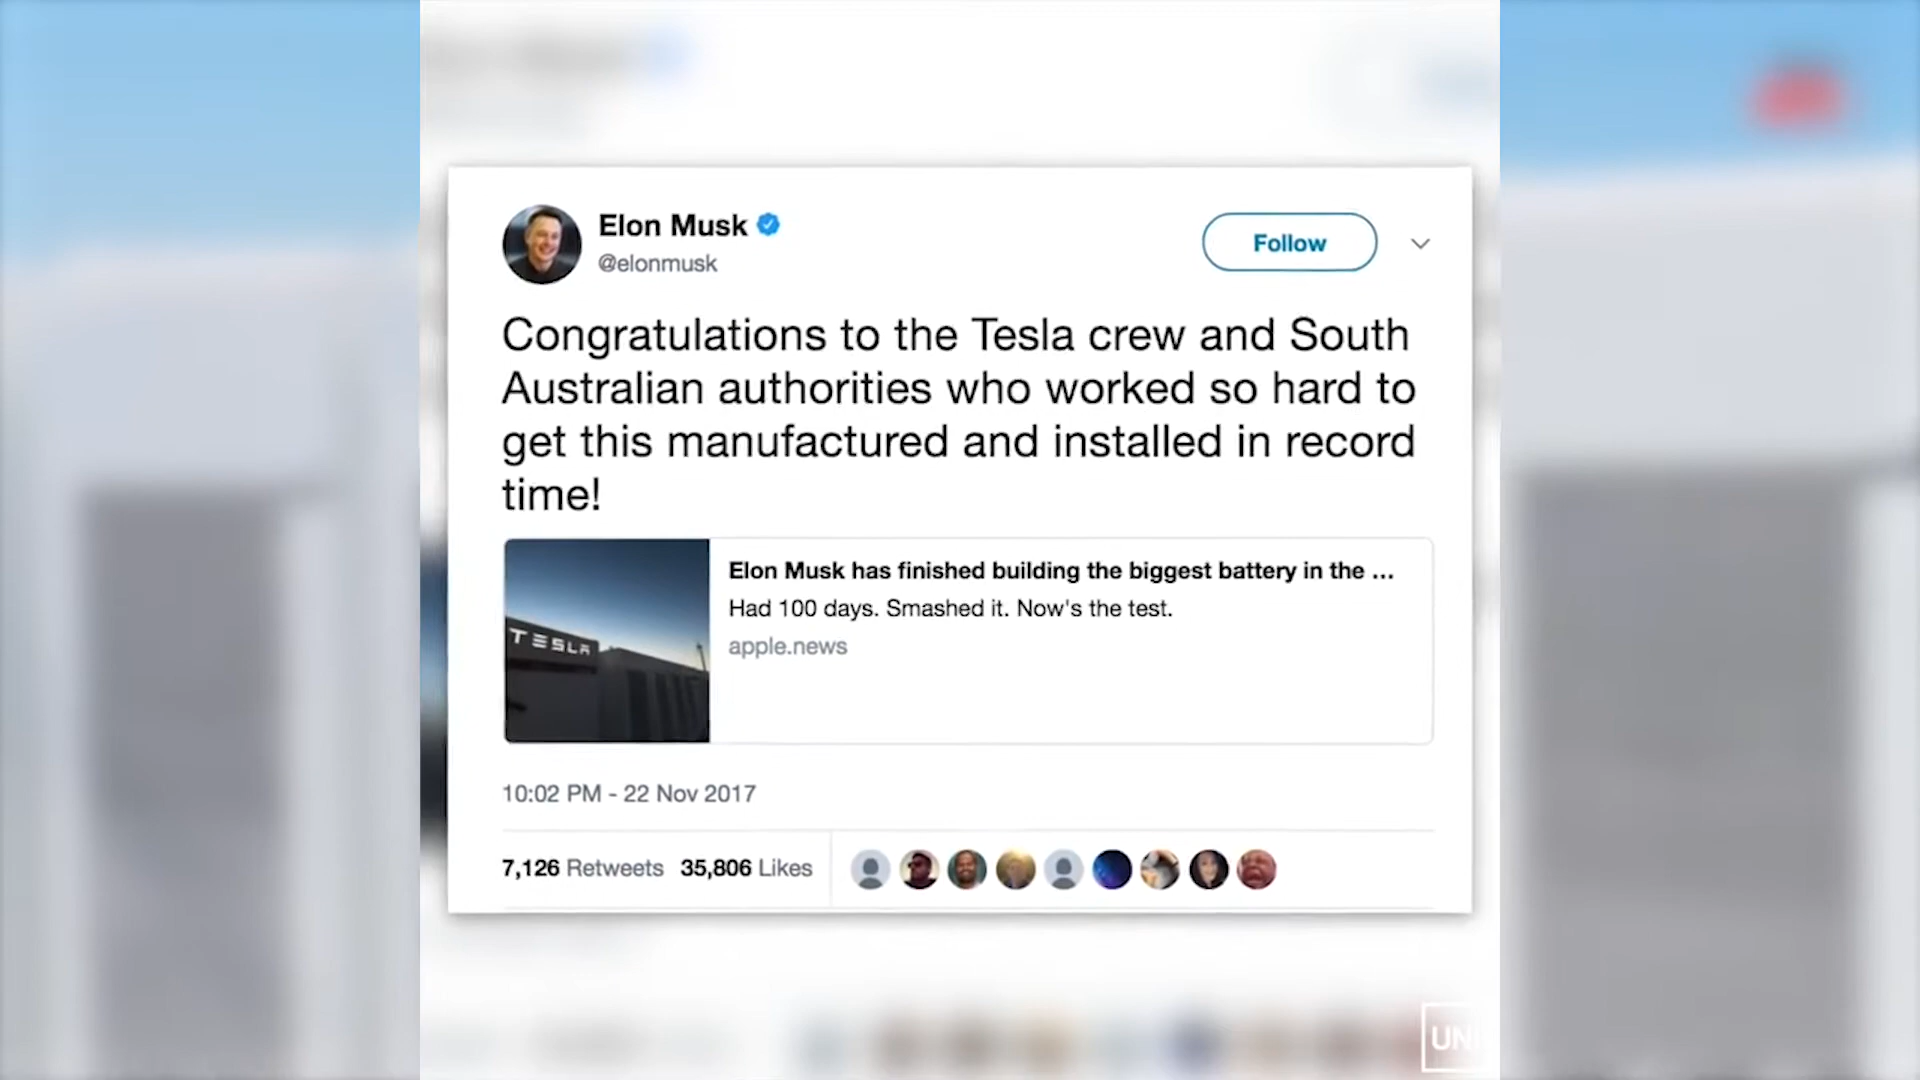 Elon Musk
@elonmusk
Follow
Congratulations to the Tesla crew and South
Australian authorities who worked so hard to
get this manufactured and installed in record
time!
TESLA
Elon Musk has finished building the biggest battery in the ...
Had 100 days. Smashed it. Now's the test.
apple.news
10:02 PM - 22 Nov 2017
7,126 Retweets 35,806 Likes
UN